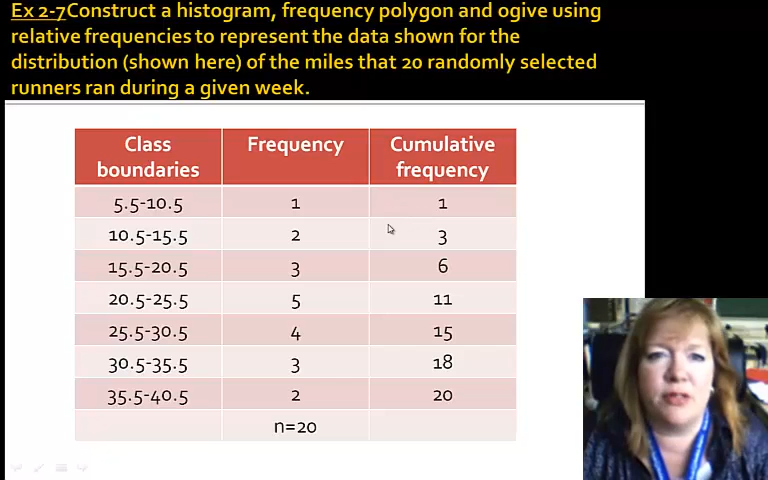 Ex 2-7Construct a histogram, frequency polygon and ogive using
relative frequencies to represent the data shown for the
distribution (shown here) of the miles that 20 randomly selected
runners ran during a given week.
Class boundaries Frequency Cumulative frequency
5.5-10.5 1 1
10.5-15.5 2 3
15.5-20.5 3 6
20.5-25.5 5 11
25.5-30.5 4 15
30.5-35.5 3 18
35.5-40.5 2 20
n=20